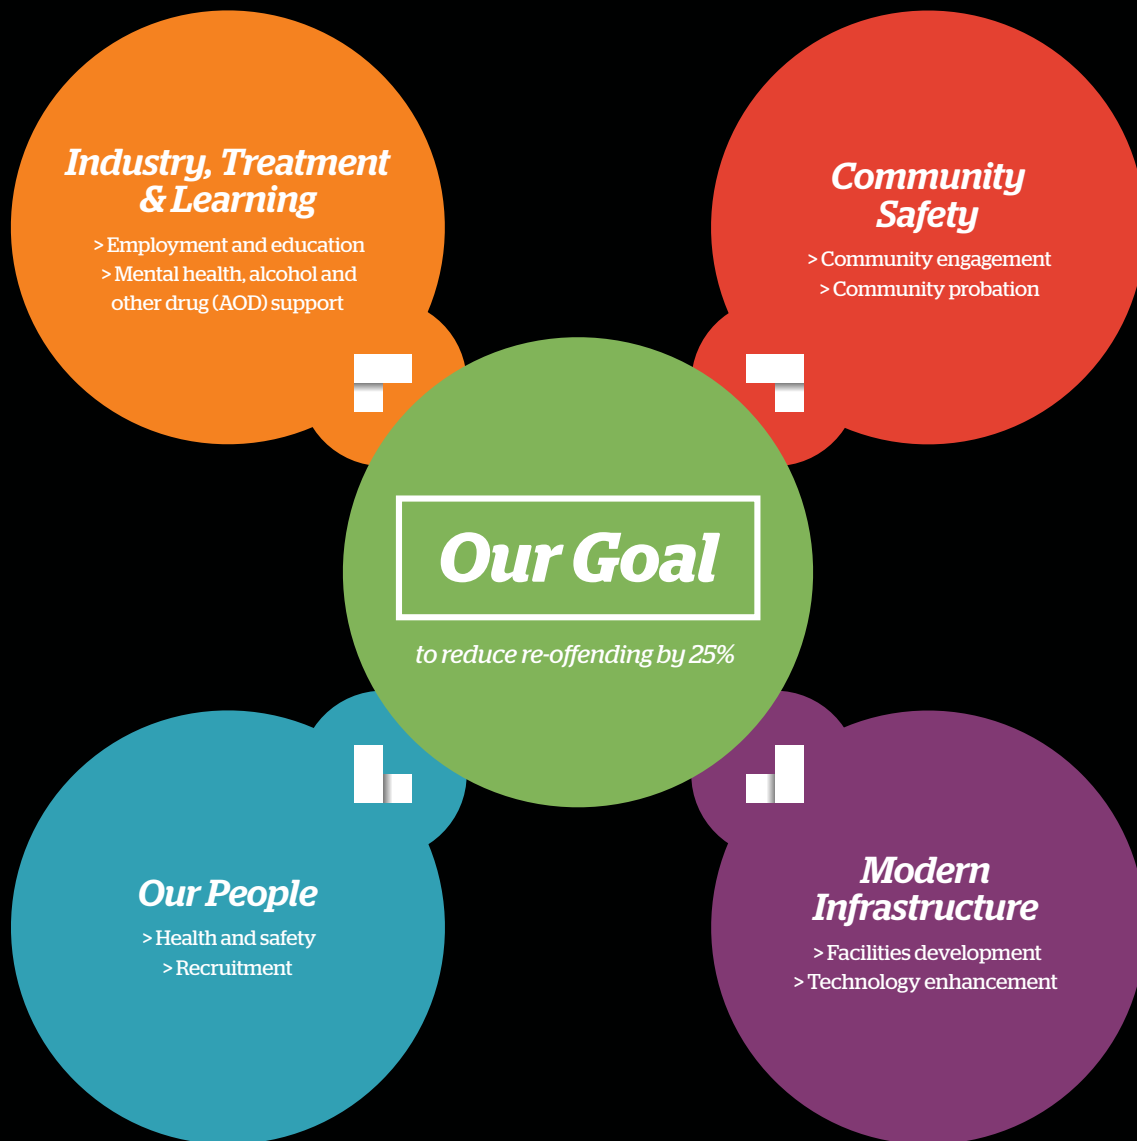 Industry, Treatment
& Learning
> Employment and education
> Mental health, alcohol and
other drug (AOD) support
Community
Safety
> Community engagement
> Community probation
Our Goal
to reduce re-offending by 25%
Our People
> Health and safety
> Recruitment
Modern
Infrastructure
> Facilities development
> Technology enhancement